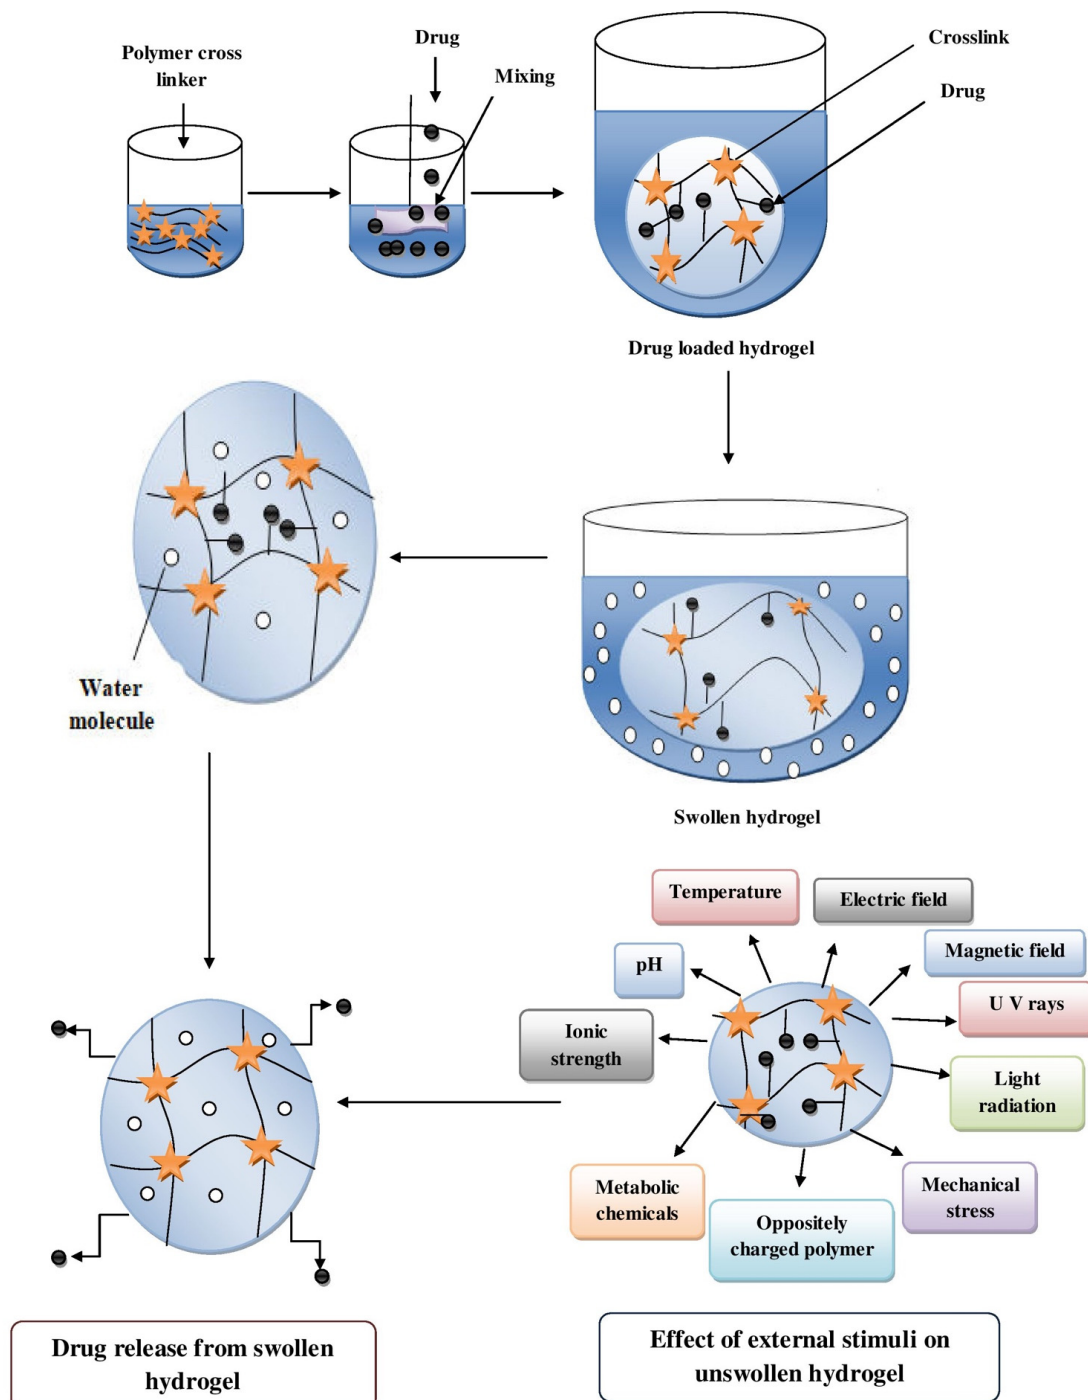 Polymer cross
linker
Drug
Mixing
Crosslink
Drug
Drug loaded hydrogel
Water
molecule
Swollen hydrogel
Temperature
Electric field
pH
Magnetic field
U V rays
Ionic
strength
Light
radiation
Metabolic
chemicals
Mechanical
stress
Oppositely
charged polymer
Drug release from swollen
hydrogel
Effect of external stimuli on
unswollen hydrogel